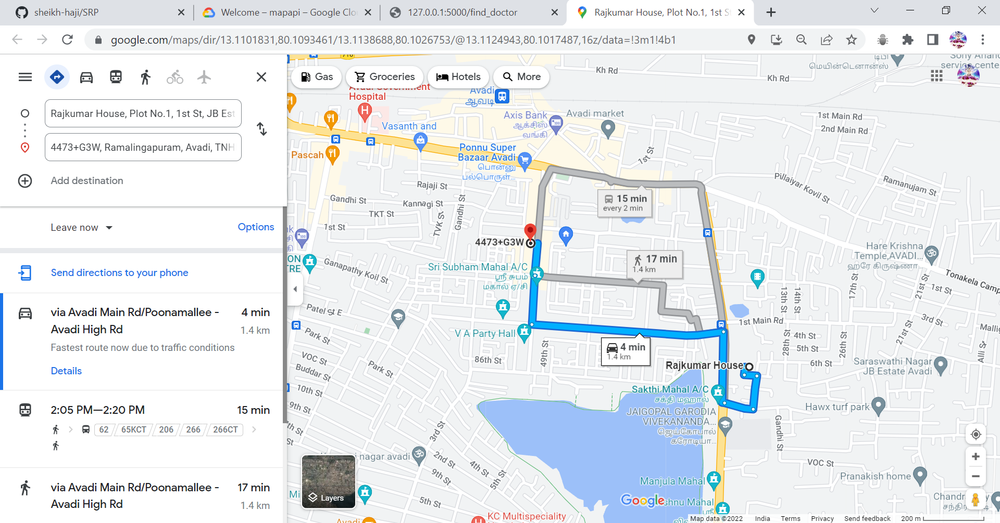 sheikh-haji/SRP
Welcome – mapapi – Google Clo
127.0.0.1:5000/find_doctor
Rajkumar House, Plot No.1, 1st S
google.com/maps/dir/13.1101831,80.1093461/13.1138688,80.1026753/@13.1124943,80.1017487,16z/data=!3m1!4b1
Rajkumar House, Plot No.1, 1st St, JB Est
4473+G3W, Ramalingapuram, Avadi, TNH
Add destination
Leave now
Options
Send directions to your phone
via Avadi Main Rd/Poonamallee - 4 min
Avadi High Rd 1.4 km
Fastest route now due to traffic conditions
Details
2:05 PM—2:20 PM 15 min
62 65KCT 206 266 266CT
via Avadi Main Rd/Poonamallee - 17 min
Avadi High Rd 1.4 km
Gas
Groceries
Hotels
More
716
Kh Rd
Kh Rd
மெயின்டெனான்ஸ்
Sony Anand
service cente
Avadi Government
Hospital
Avadi
ஆவடி
Axis Bank
ஆக்சிஸ்
வங்கி
Avadi market
1st Main Rd
2nd Main Rd
Vasanth and
Pascah
Ponnu Super
Bazaar Avadi
பொன்னு
பல்பொருள்...
1st St
Pillaiyar Kovil St
Ramanujam St
Rajaji St
Gandhi St
Kannagi St
TKT St
TVK St
Gandhi St
1st St
15 min
every 2 min
4473+G3W
17 min
1.4 km
Hare Krishna
Temple,AVADI...
ஹரே கிருஷ்ணா...
ON
TRE
Ganapathy Koil St
Sri Subham Mahal A/C
ஸ்ரீ சுபம்
மகால் ஏ/சி
Tonakela Camp
1st St
21st St
17th St
14th St
13th St
Patel St E
Park St
V A Party Hall
1st Main Rd
3rd St
4th St
5th St
28th St
26th St
21st St
4 min
1.4 km
VOC St
Buddar St
10th St
9th St
Park St
86th St
49th St
Rajkumar House
6th St
Saraswathi Nagar
JB Estate Avadi
Alli St
Sakthi Mahal A/C
சக்தி மஹால்
JAIGOPAL GARODIA
VIVEKANANDA...
ஜெய்கோபால்
கரோடியா...
Hawx turf park
Gandhi St
3rd St
nagar avadi
2nd St
4th St
9th St
5th St
5th St
VOC St
Pranakish home
Manjula Mahal
shnu Mahal
KC Multispeciality
Avadi
Layers
Google
Map data ©2022 India Terms Privacy Send feedback 200 m